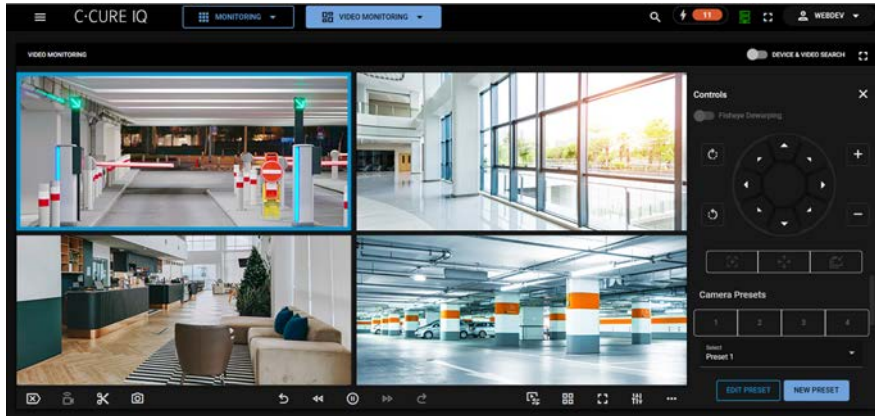 C•CURE IQ
MONITORING
VIDEO MONITORING
11
WEBDEV
VIDEO MONITORING
DEVICE & VIDEO SEARCH
Controls
Fisheye Dewarping
Camera Presets
1 2 3 4
Select
Preset 1
EDIT PRESET
NEW PRESET